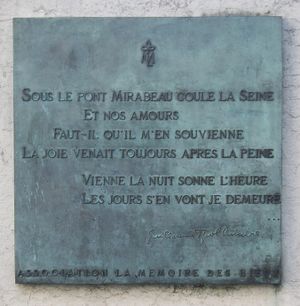 SOUS LE PONT MIRABEAU COULE LA SEINE
ET NOS AMOURS
FAUT-IL QU'IL M'EN SOUVIENNE
LA JOIE VENAIT TOUJOURS APRES LA PEINE
VIENNE LA NUIT SONNE L'HEURE
LES JOURS S'EN VONT JE DEMEURE
Guillaume Apollinaire
ASSOCIATION LA MEMOIRE DES